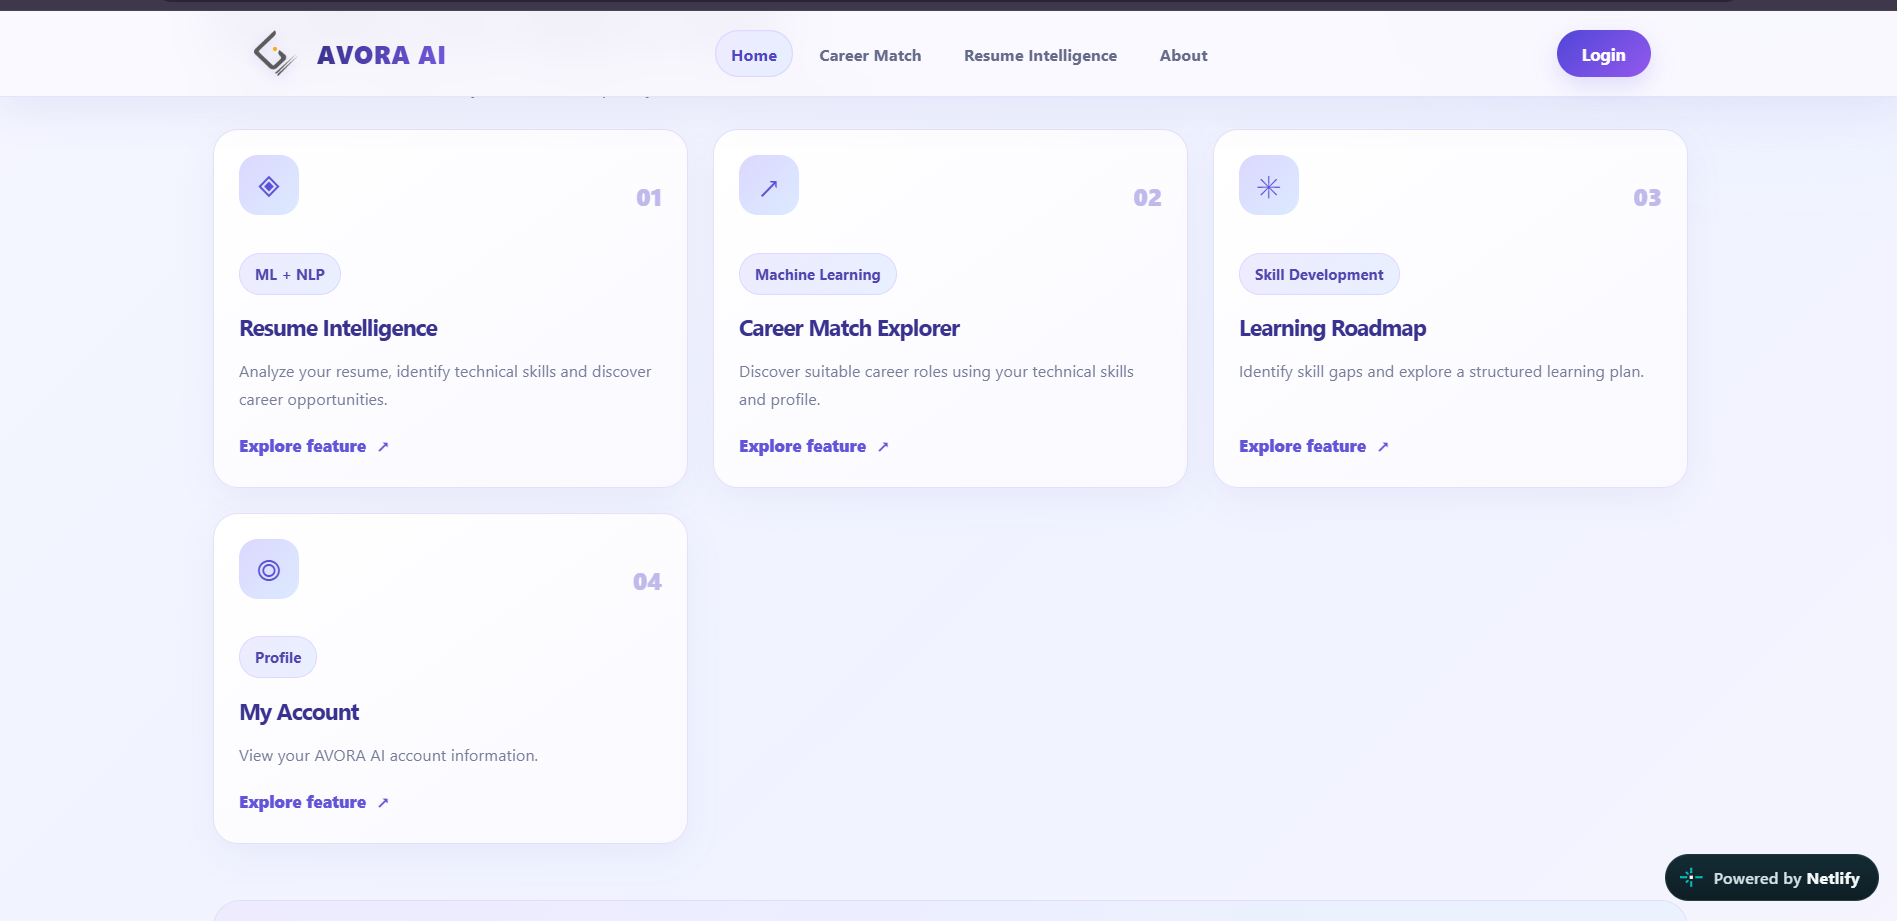 AVORA AI
Home
Career Match
Resume Intelligence
About
Login
01
ML + NLP
Resume Intelligence
Analyze your resume, identify technical skills and discover
career opportunities.
Explore feature ↗
02
Machine Learning
Career Match Explorer
Discover suitable career roles using your technical skills
and profile.
Explore feature ↗
03
Skill Development
Learning Roadmap
Identify skill gaps and explore a structured learning plan.
Explore feature ↗
04
Profile
My Account
View your AVORA AI account information.
Explore feature ↗
Powered by Netlify